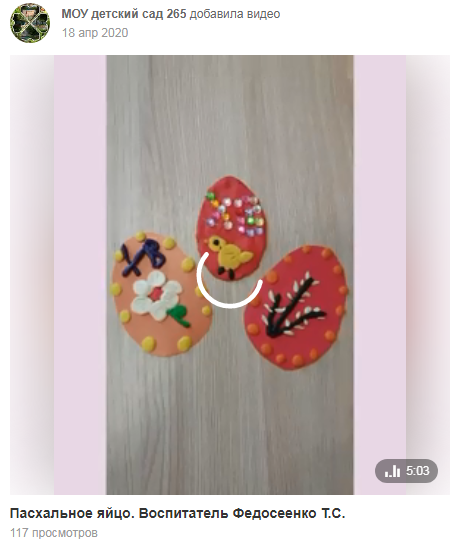 МОУ детский сад 265 добавила видео
18 апр 2020
ХВ
5:03
Пасхальное яйцо. Воспитатель Федосеенко Т.С.
117 просмотров